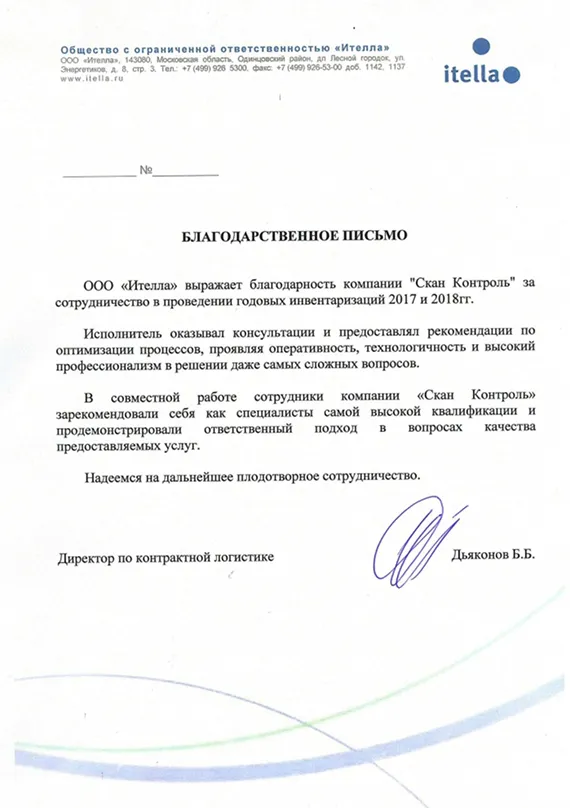 Общество с ограниченной ответственностью «Ителла»
ООО «Ителла», 143080, Московская область, Одинцовский район, дп Лесной городок, ул.
Энергетиков, д. 8, стр. 3. Тел.: +7 (499) 926 5300, факс: +7 (499) 926-53-00 доб. 1142, 1137
www.itella.ru
itella
№
БЛАГОДАРСТВЕННОЕ ПИСЬМО
ООО «Ителла» выражает благодарность компании "Скан Контроль" за
сотрудничество в проведении годовых инвентаризаций 2017 и 2018гг.
Исполнитель оказывал консультации и предоставлял рекомендации по
оптимизации процессов, проявляя оперативность, технологичность и высокий
профессионализм в решении даже самых сложных вопросов.
В совместной работе сотрудники компании «Скан Контроль»
зарекомендовали себя как специалисты самой высокой квалификации и
продемонстрировали ответственный подход в вопросах качества
предоставляемых услуг.
Надеемся на дальнейшее плодотворное сотрудничество.
Директор по контрактной логистике
Дьяконов Б.Б.